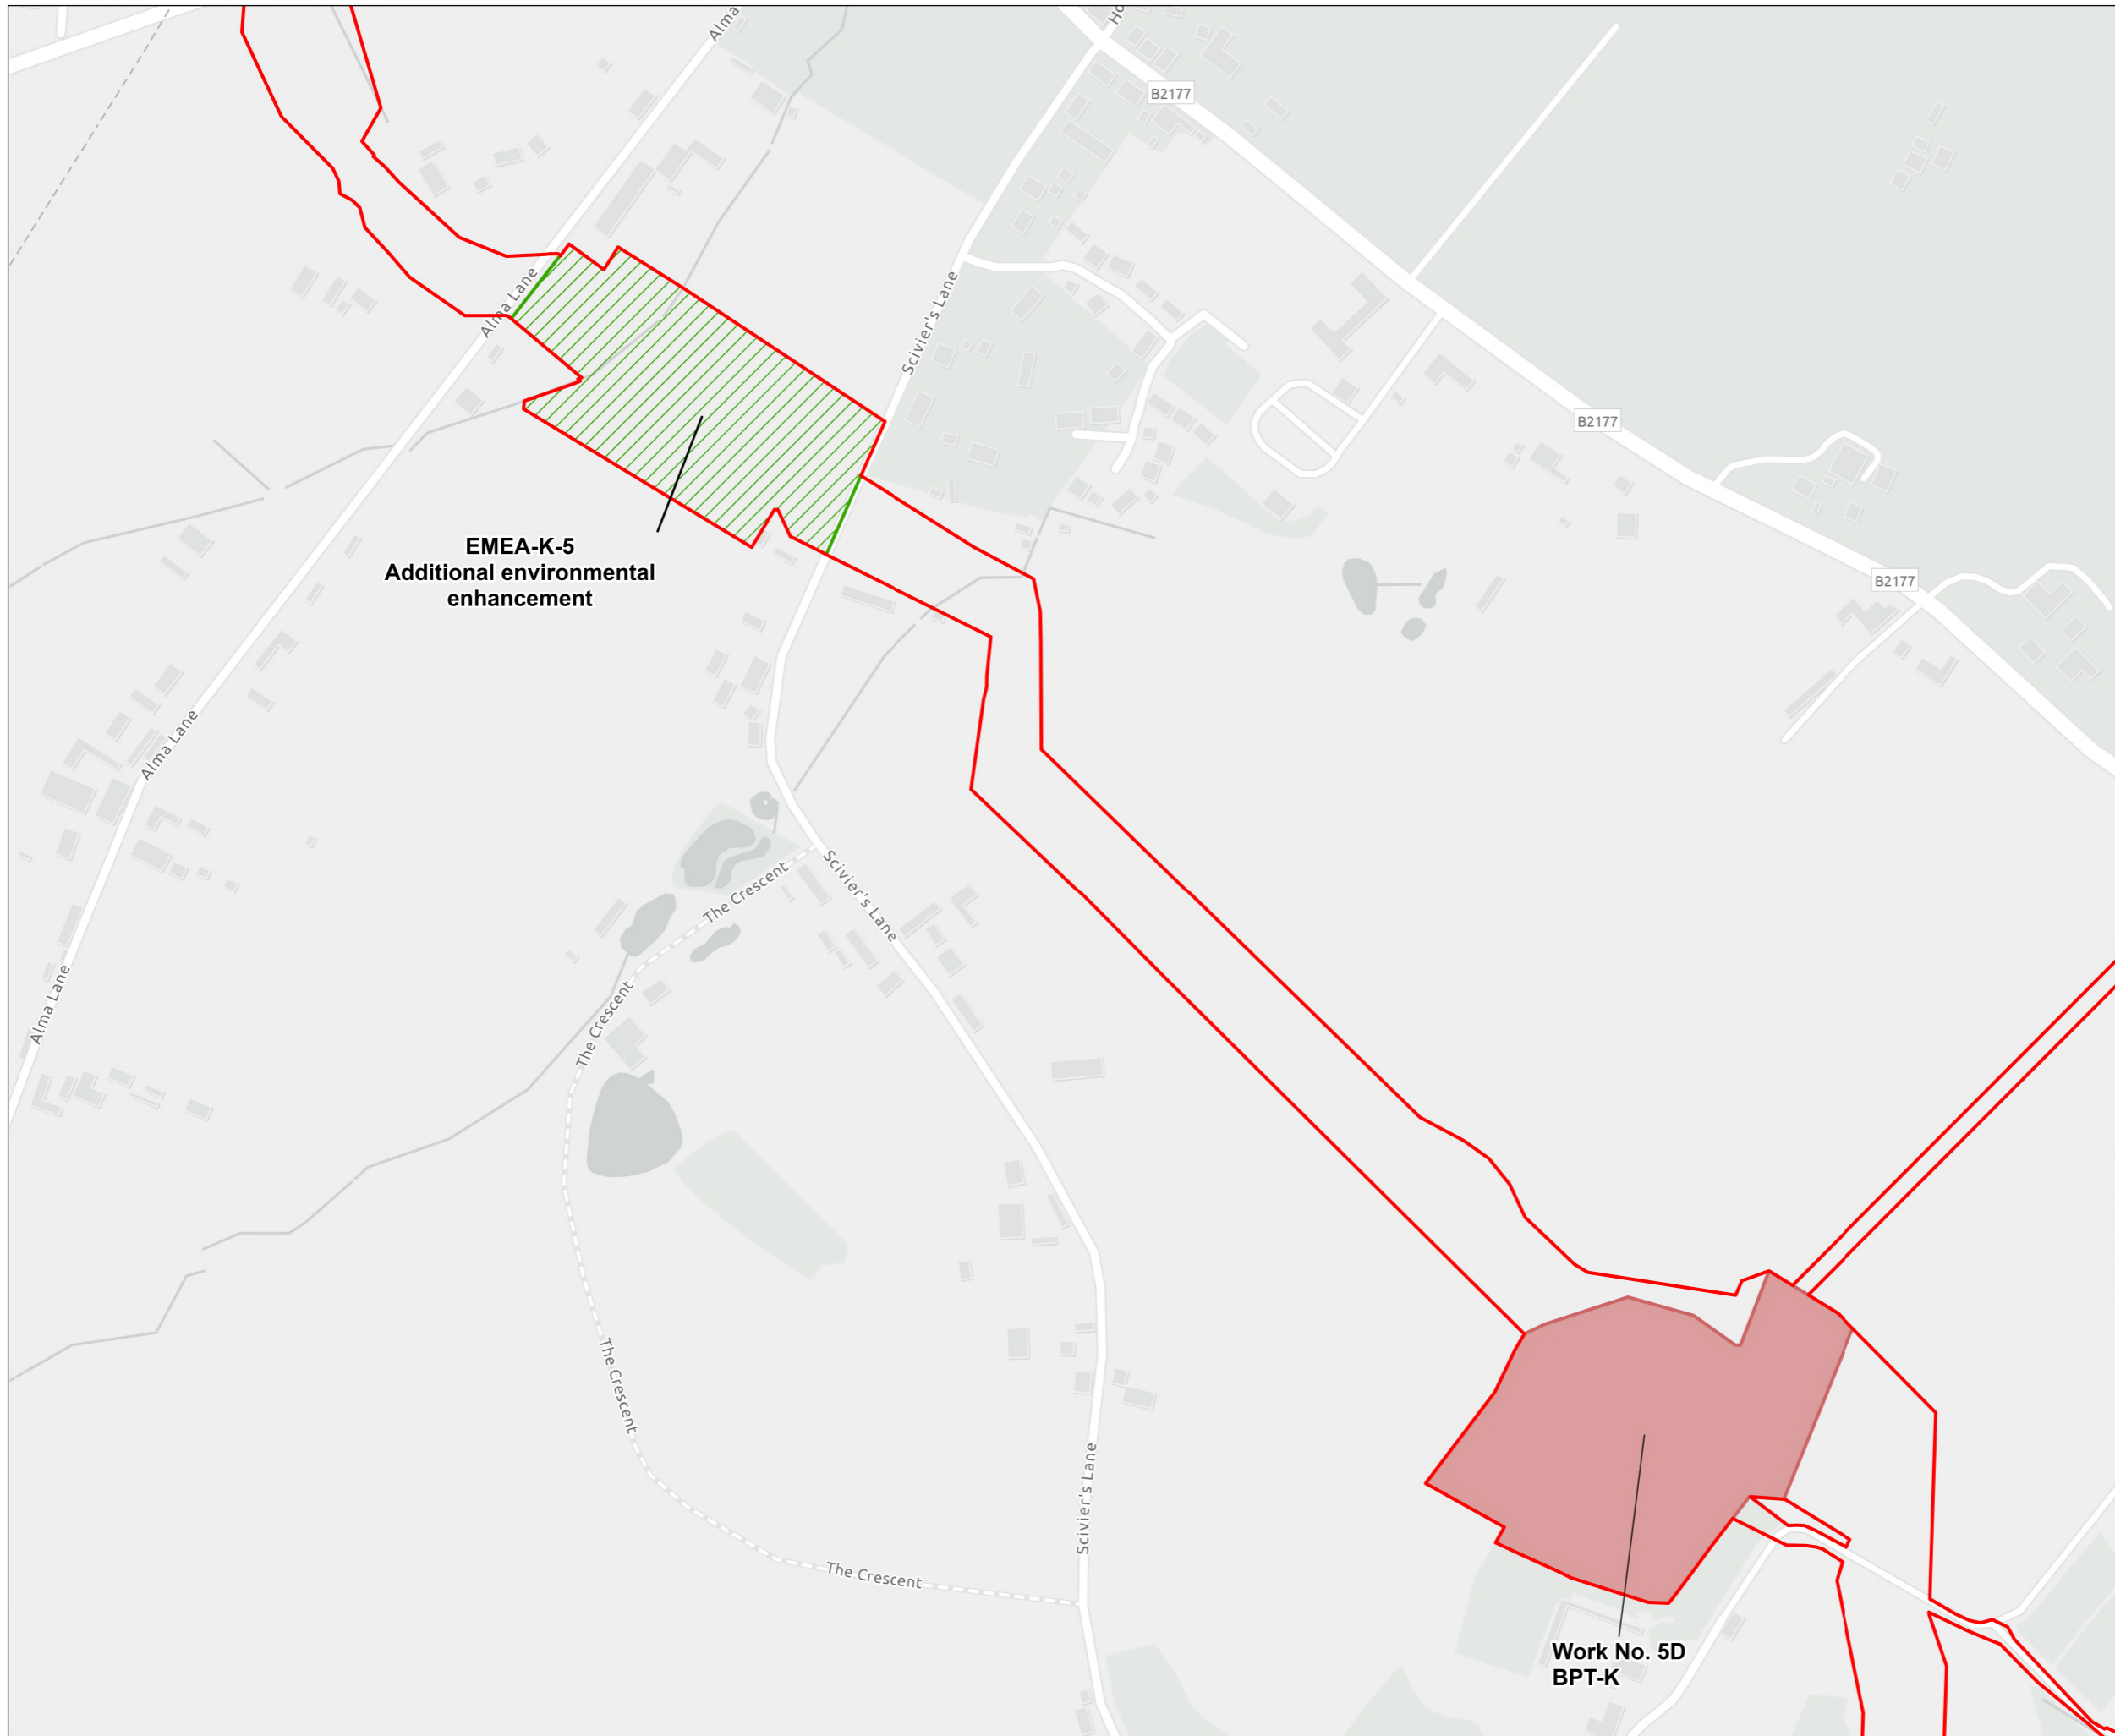 Alma
Ho
B2177
Alma Lane
Scivier's Lane
B2177
EMEA-K-5
Additional environmental
enhancement
B2177
Alma Lane
The Crescent
Scivier's Lane
Alma Lane
The Crescent
The Crescent
Scivier's Lane
The Crescent
Work No. 5D
BPT-K